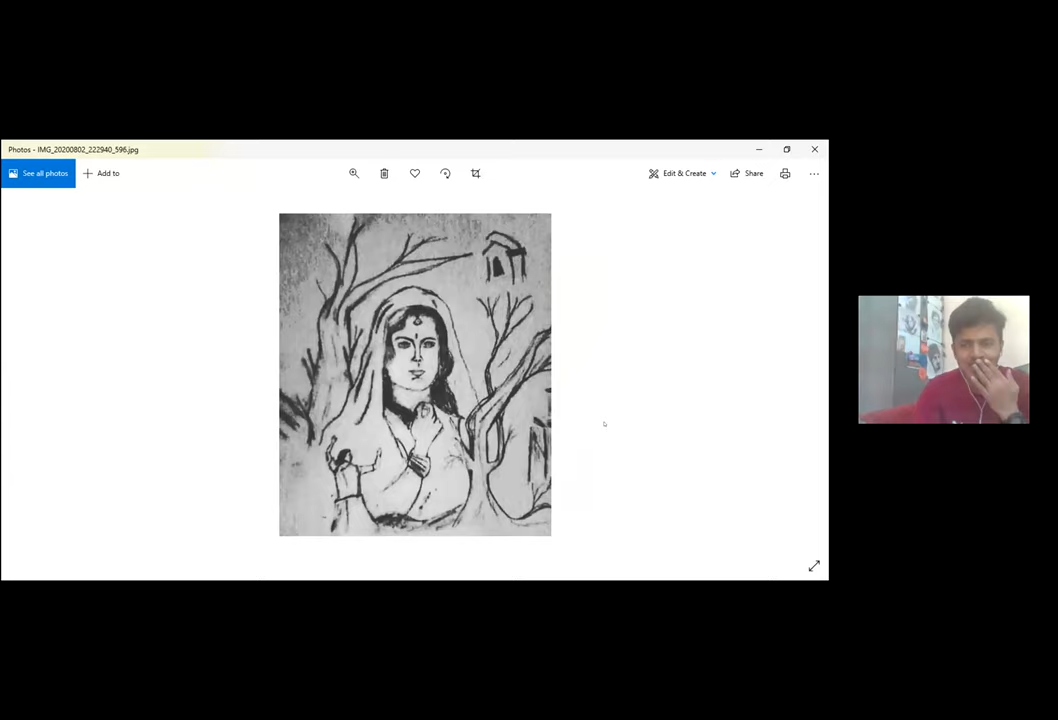 Photos - IMG_20200802_222940_596.jpg
See all photos
Add to
Edit & Create
Share